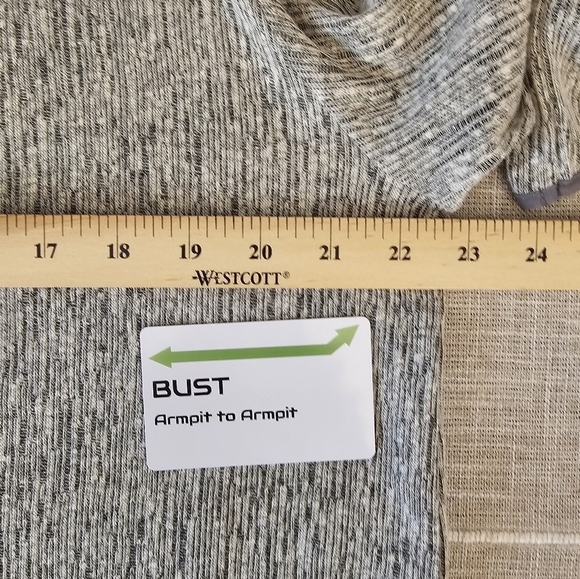 17 18 19 20 21 22 23 24
WESTCOTT®
BUST
Armpit to Armpit